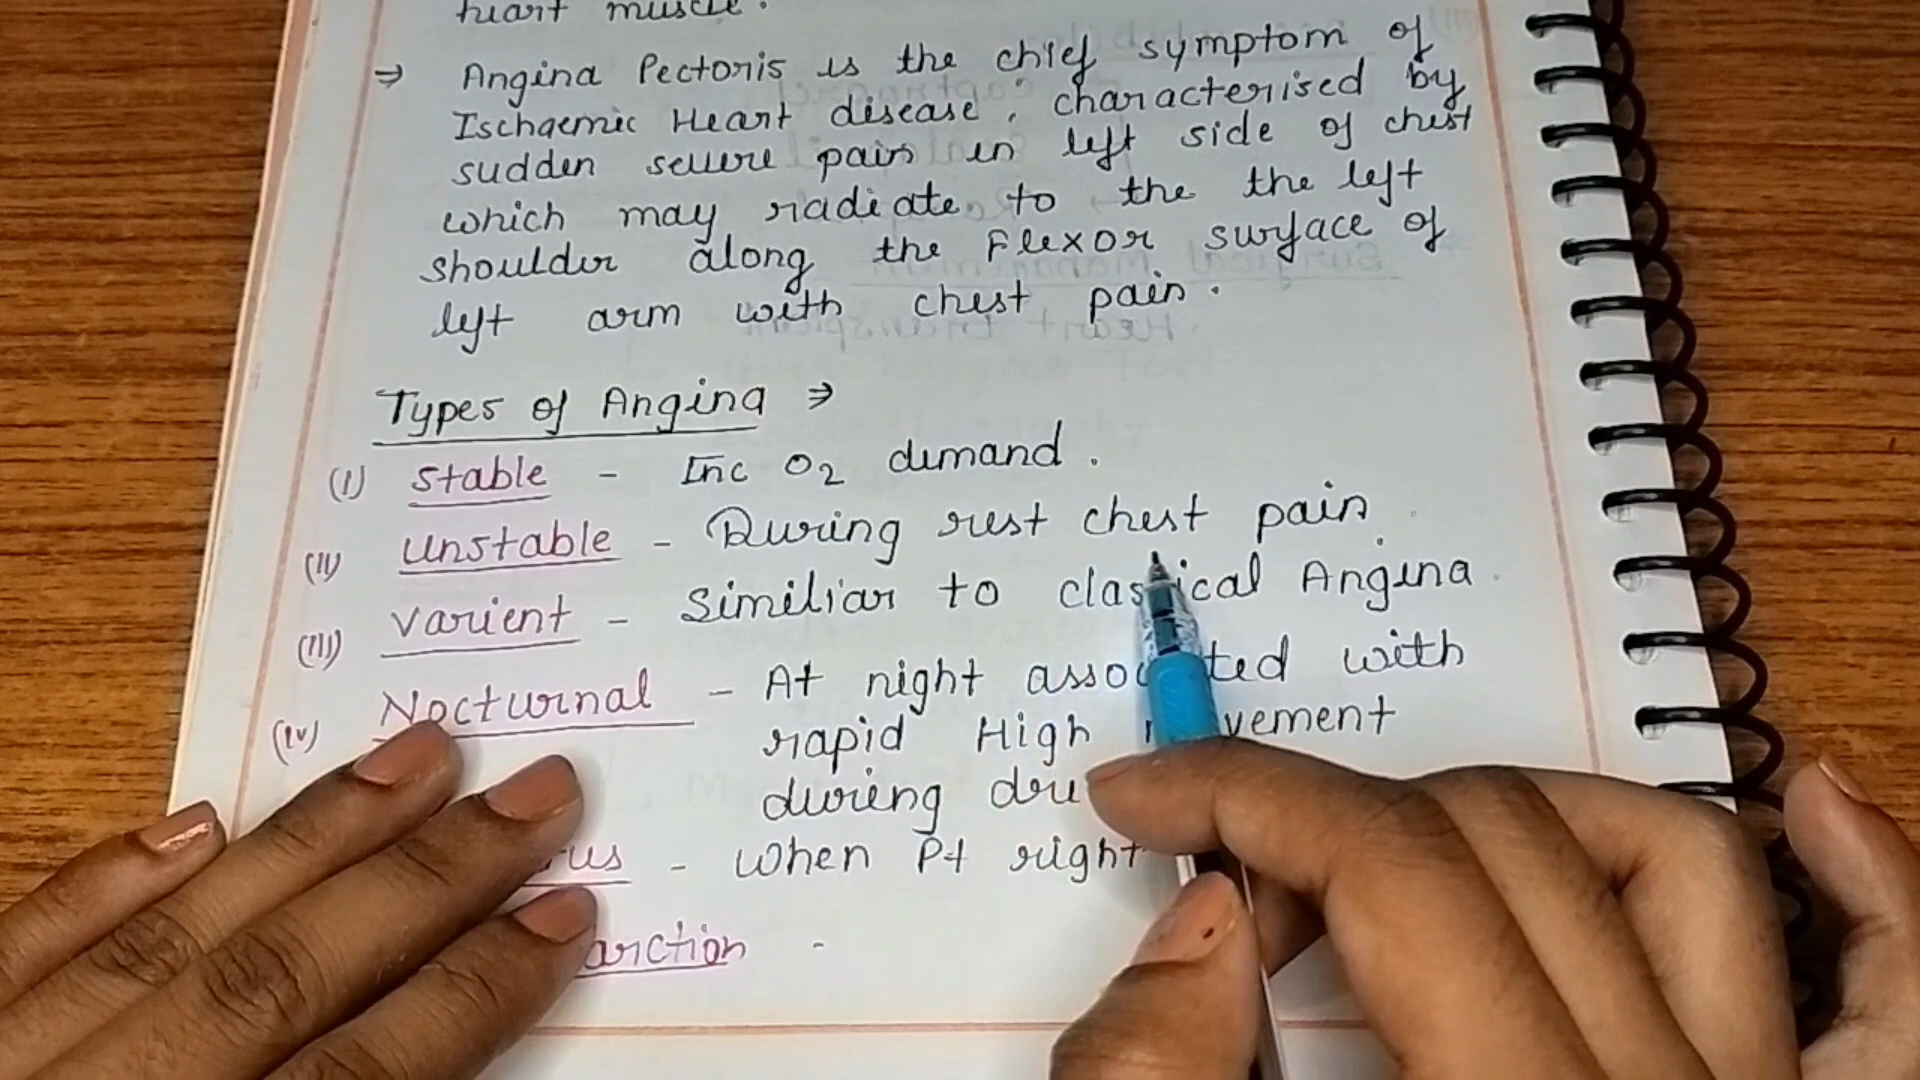 heart muscle.
⇒ Angina Pectoris is the chief symptom of
Ischaemic Heart disease, characterised by
sudden severe pain in left side of chest
which may radiate to the the left
shoulder along the Flexor surface of
left arm with chest pain.
Types of Angina ⇒
(I) Stable - Inc O2 demand.
(II) Unstable - During rest chest pain.
(III) Varient - Similiar to classical Angina
(IV) Nocturnal - At night associated with
rapid High movement
during
- When Pt right
-